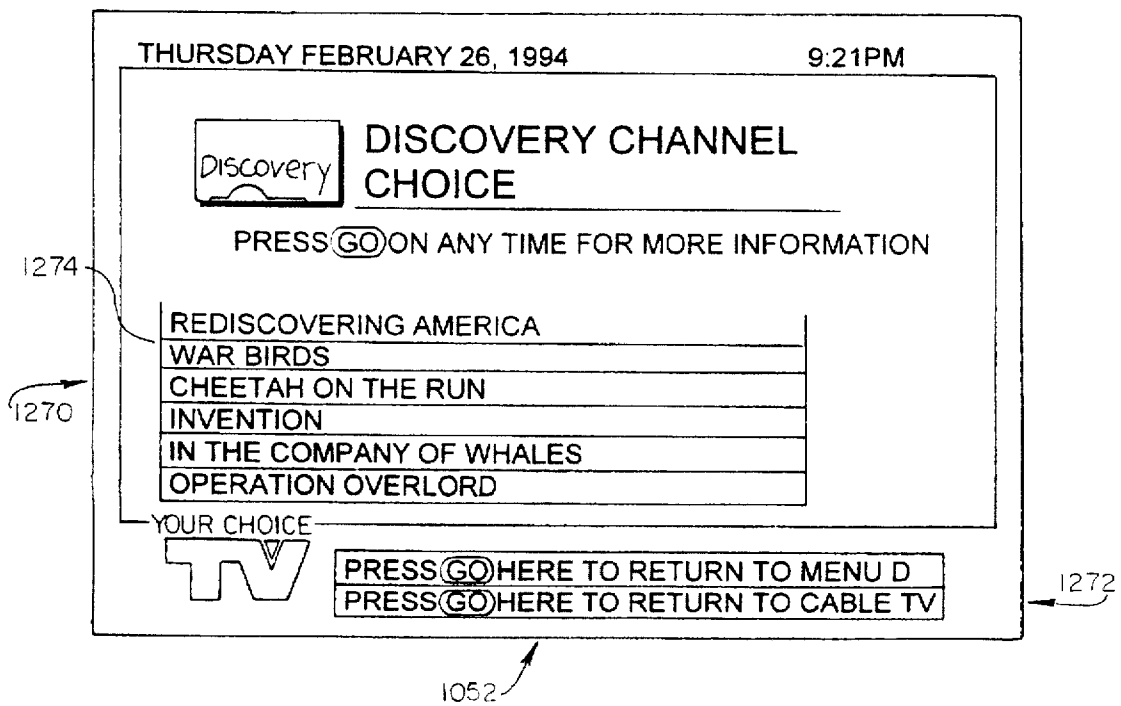 THURSDAY FEBRUARY 26, 1994 9:21PM
Discovery
DISCOVERY CHANNEL
CHOICE
PRESS GO ON ANY TIME FOR MORE INFORMATION
1274
REDISCOVERING AMERICA
WAR BIRDS
CHEETAH ON THE RUN
1270
INVENTION
IN THE COMPANY OF WHALES
OPERATION OVERLORD
YOUR CHOICE
TV
PRESS GO HERE TO RETURN TO MENU D
PRESS GO HERE TO RETURN TO CABLE TV
1272
1052